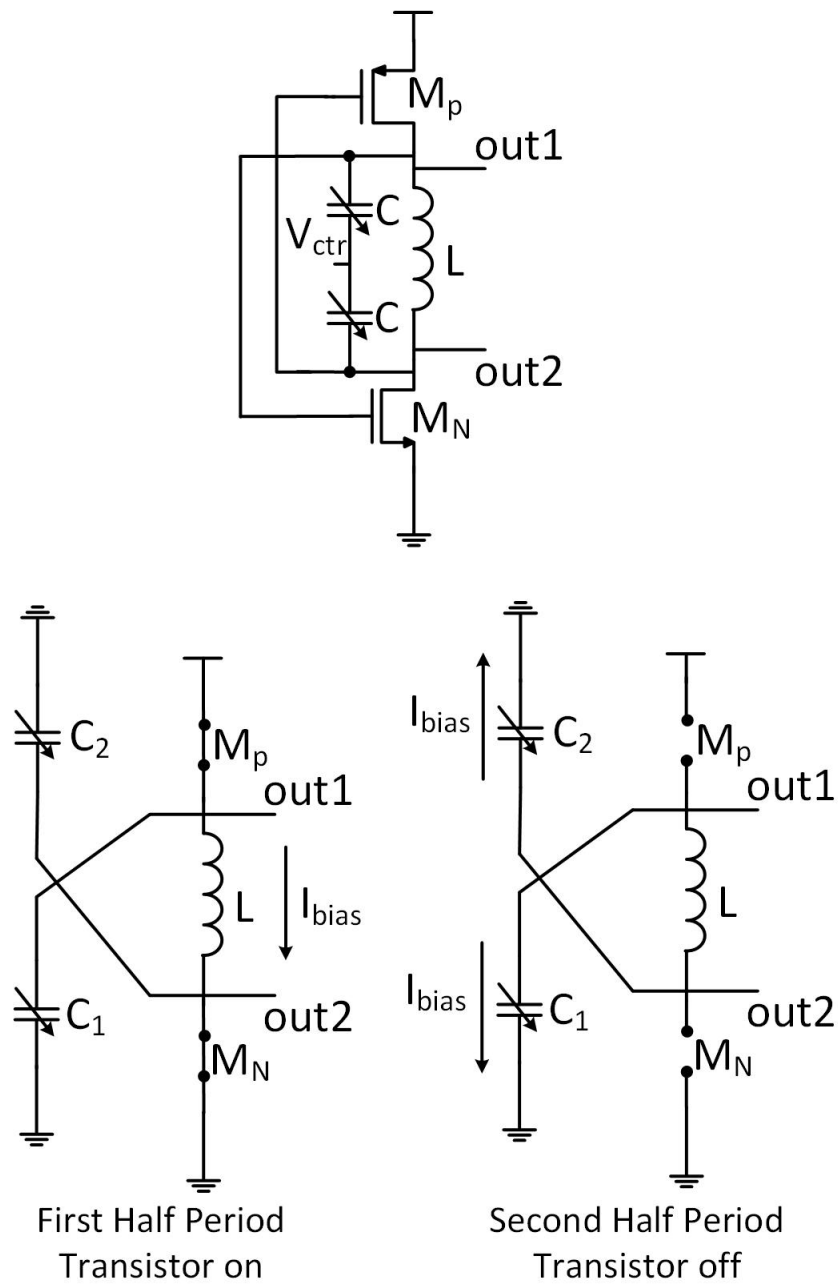 Mp
out1
C
Vctr
L
C
out2
MN
C2
Mp
out1
L
Ibias
C1
out2
MN
First Half Period
Transistor on
Ibias
C2
Mp
out1
L
Ibias
C1
out2
MN
Second Half Period
Transistor off